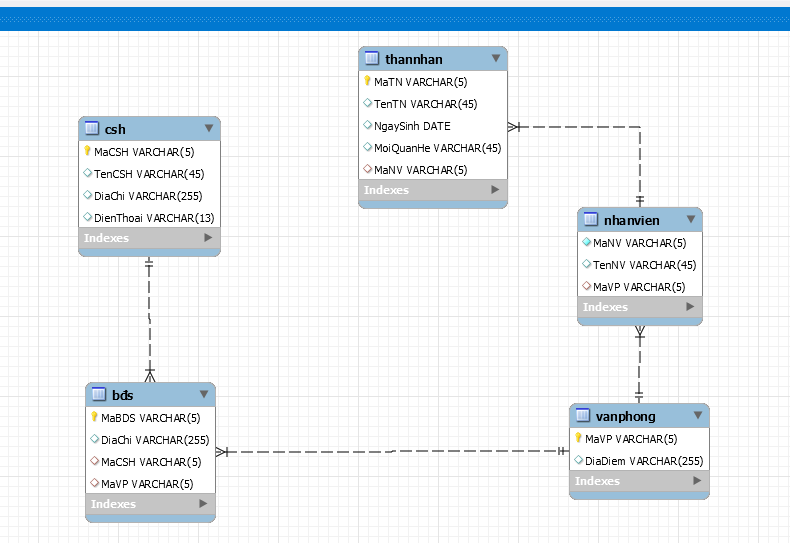 thannhan
MaTN VARCHAR(5)
TenTN VARCHAR(45)
NgaySinh DATE
MoiQuanHe VARCHAR(45)
MaNV VARCHAR(5)
Indexes
csh
MaCSH VARCHAR(5)
TenCSH VARCHAR(45)
DiaChi VARCHAR(255)
DienThoai VARCHAR(13)
Indexes
nhanvien
MaNV VARCHAR(5)
TenNV VARCHAR(45)
MaVP VARCHAR(5)
Indexes
bđs
MaBDS VARCHAR(5)
DiaChi VARCHAR(255)
MaCSH VARCHAR(5)
MaVP VARCHAR(5)
Indexes
vanphong
MaVP VARCHAR(5)
DiaDiem VARCHAR(255)
Indexes